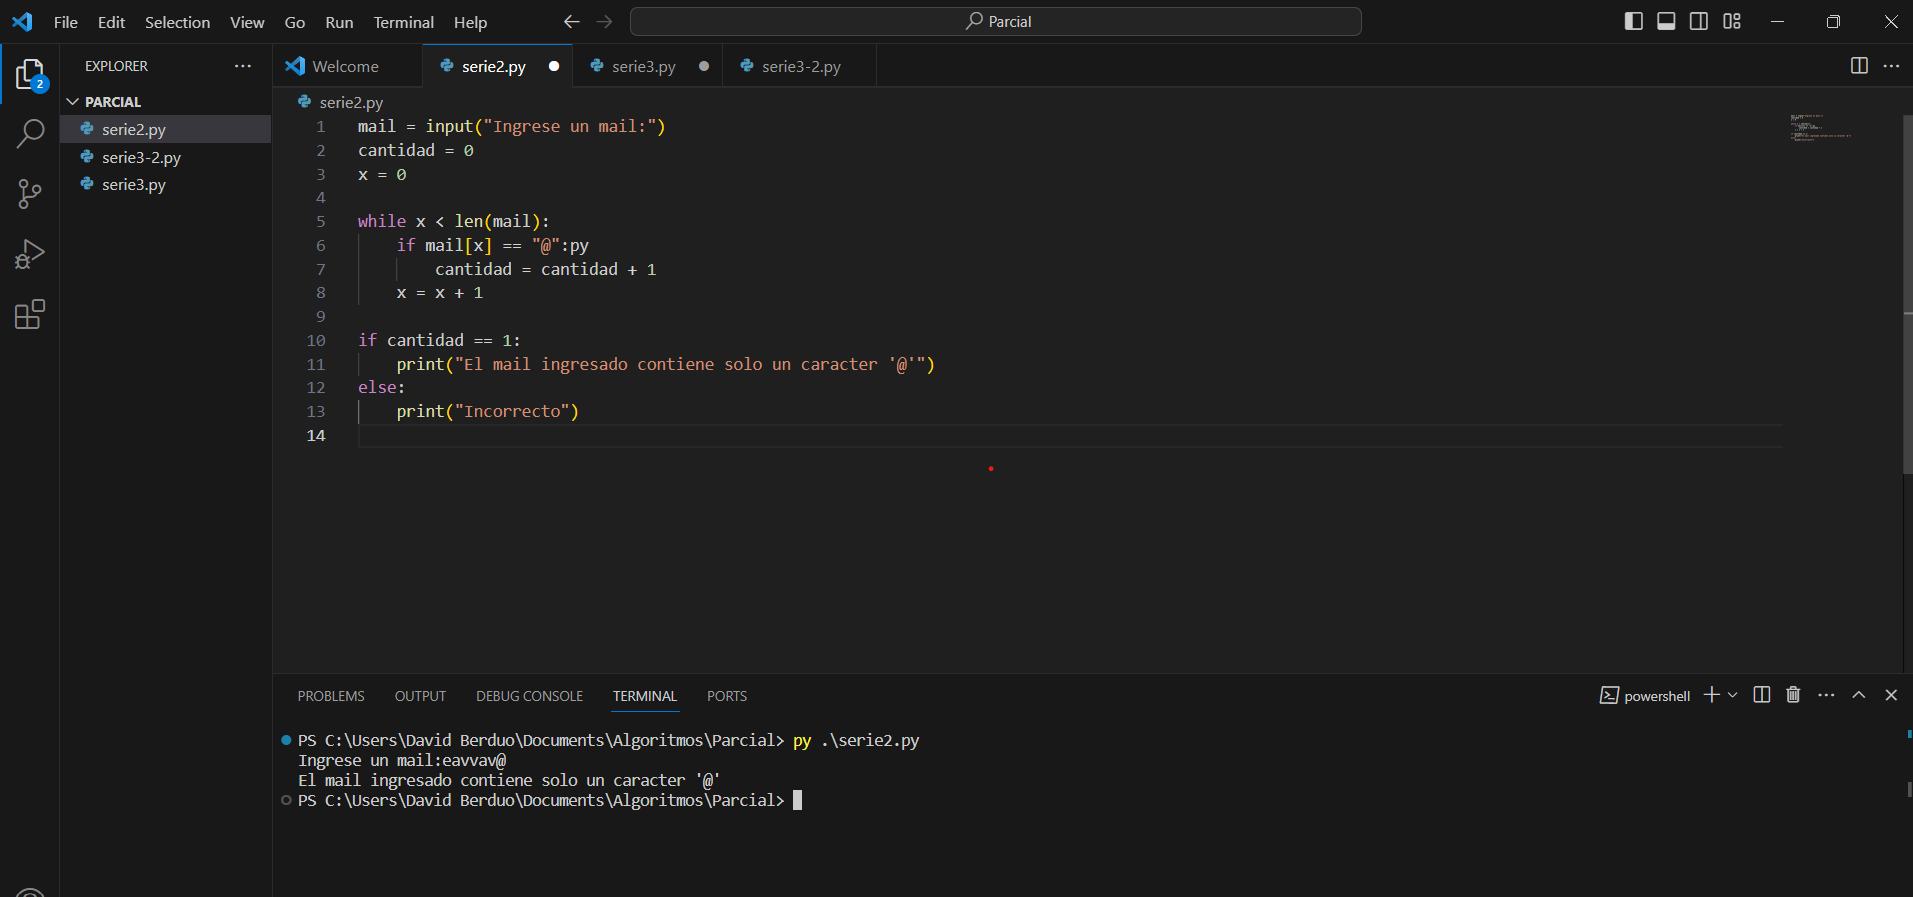 File Edit Selection View Go Run Terminal Help
Parcial
EXPLORER
2
PARCIAL
serie2.py
serie3-2.py
serie3.py
Welcome serie2.py serie3.py serie3-2.py
serie2.py
1 mail = input("Ingrese un mail:")
2 cantidad = 0
3 x = 0
4
5 while x < len(mail):
6 if mail[x] == "@":py
7 cantidad = cantidad + 1
8 x = x + 1
9
10 if cantidad == 1:
11 print("El mail ingresado contiene solo un caracter '@'")
12 else:
13 print("Incorrecto")
14
PROBLEMS OUTPUT DEBUG CONSOLE TERMINAL PORTS
powershell
PS C:\Users\David Berduo\Documents\Algoritmos\Parcial> py .\serie2.py
Ingrese un mail:eavvav@
El mail ingresado contiene solo un caracter '@'
PS C:\Users\David Berduo\Documents\Algoritmos\Parcial>